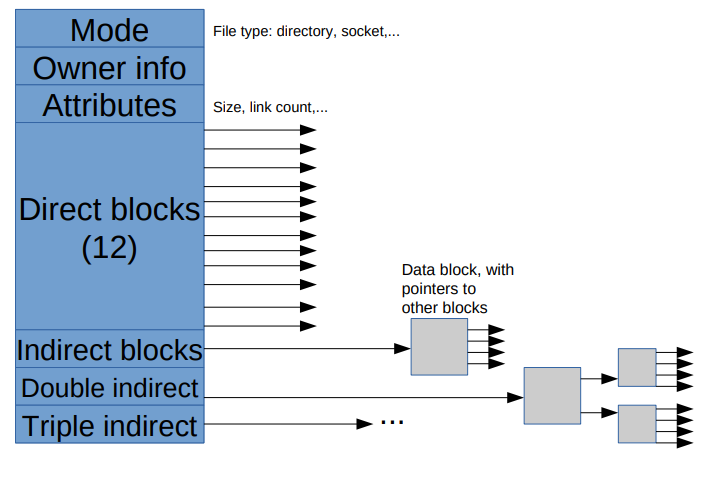 Mode
File type: directory, socket,...
Owner info
Attributes
Size, link count,...
Direct blocks
(12)
Data block, with
pointers to
other blocks
Indirect blocks
Double indirect
Triple indirect
...